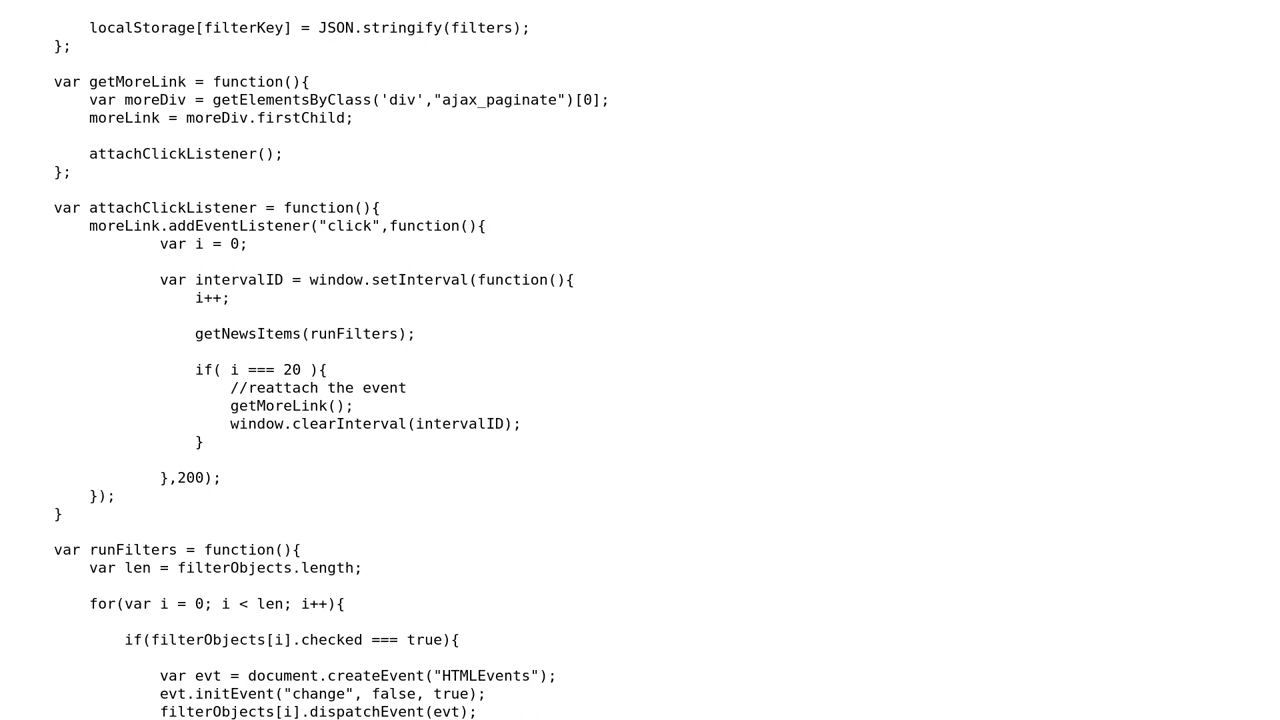 localStorage[filterKey] = JSON.stringify(filters);
};
var getMoreLink = function(){
var moreDiv = getElementsByClass('div',"ajax_paginate")[0];
moreLink = moreDiv.firstChild;
attachClickListener();
};
var attachClickListener = function(){
moreLink.addEventListener("click",function(){
var i = 0;
var intervalID = window.setInterval(function(){
i++;
getNewsItems(runFilters);
if( i === 20 ){
//reattach the event
getMoreLink();
window.clearInterval(intervalID);
}
},200);
});
}
var runFilters = function(){
var len = filterObjects.length;
for(var i = 0; i < len; i++){
if(filterObjects[i].checked === true){
var evt = document.createEvent("HTMLEvents");
evt.initEvent("change", false, true);
filterObjects[i].dispatchEvent(evt);